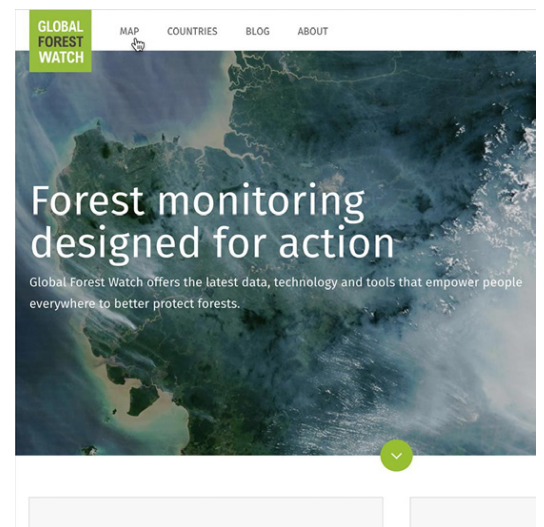 GLOBAL
FOREST
WATCH
MAP COUNTRIES BLOG ABOUT
Forest monitoring
designed for action
Global Forest Watch offers the latest data, technology and tools that empower people
everywhere to better protect forests.